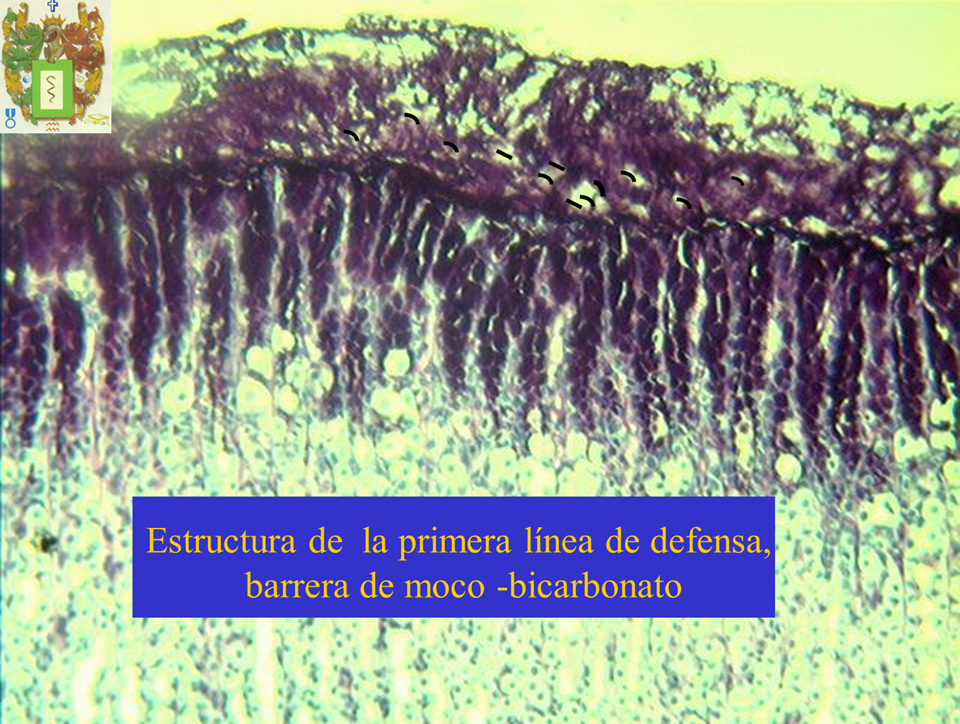 Estructura de la primera línea de defensa,
barrera de moco -bicarbonato